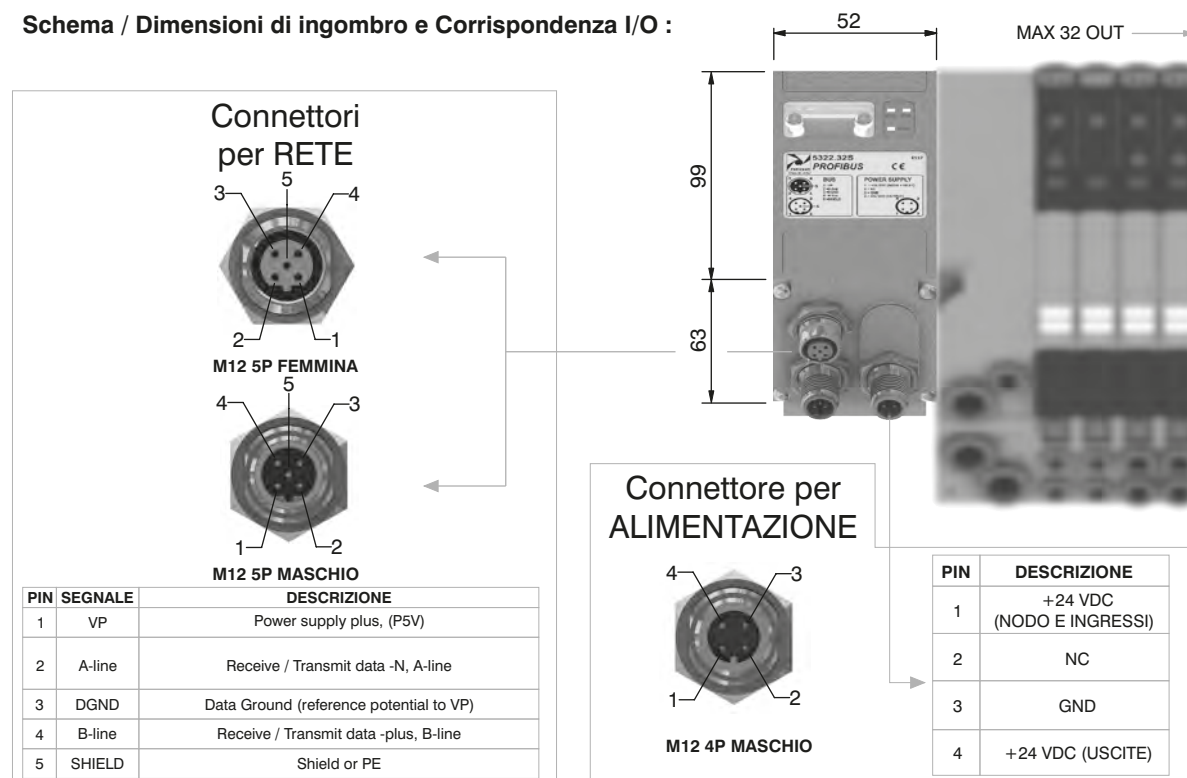 Schema / Dimensioni di ingombro e Corrispondenza I/O :
52
MAX 32 OUT
99
63
5322.32S
PROFIBUS
CE
BUS
POWER SUPPLY
Connettori
per RETE
5
3
4
2
1
M12 5P FEMMINA
5
4
3
1
2
M12 5P MASCHIO
PIN SEGNALE DESCRIZIONE
1 VP Power supply plus, (P5V)
2 A-line Receive / Transmit data -N, A-line
3 DGND Data Ground (reference potential to VP)
4 B-line Receive / Transmit data -plus, B-line
5 SHIELD Shield or PE
Connettore per
ALIMENTAZIONE
4
3
1
2
M12 4P MASCHIO
PIN DESCRIZIONE
1 +24 VDC
(NODO E INGRESSI)
2 NC
3 GND
4 +24 VDC (USCITE)